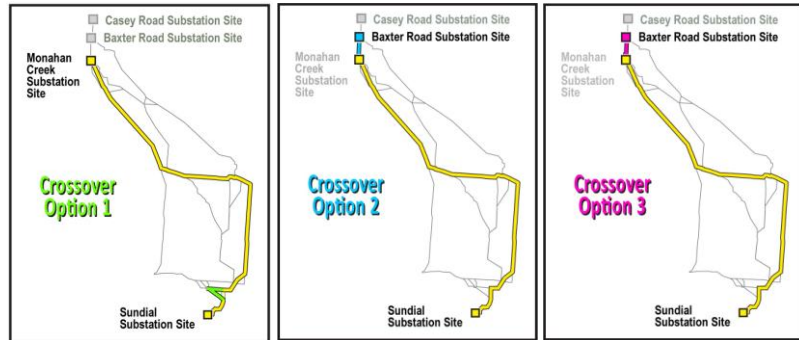 Casey Road Substation Site
Baxter Road Substation Site
Monahan
Creek
Substation
Site
Crossover
Option 1
Sundial
Substation Site
Casey Road Substation Site
Baxter Road Substation Site
Monahan
Creek
Substation
Site
Crossover
Option 2
Sundial
Substation Site
Casey Road Substation Site
Baxter Road Substation Site
Monahan
Creek
Substation
Site
Crossover
Option 3
Sundial
Substation Site